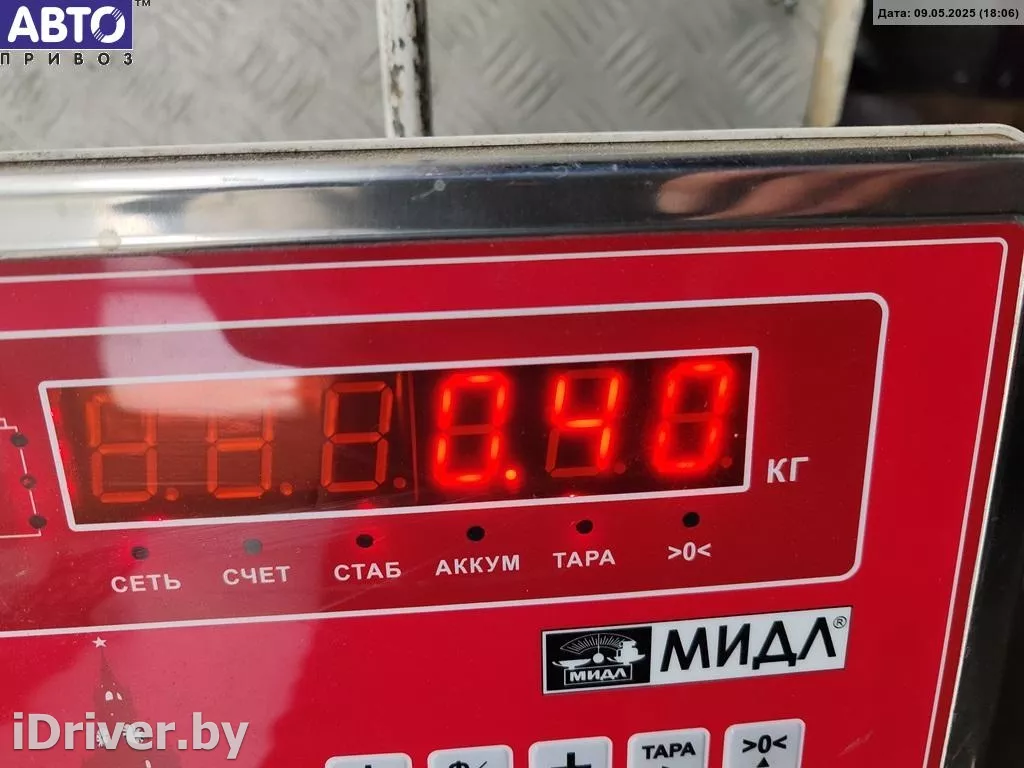 АВТО™
ПРИВОЗ
Дата: 09.05.2025 (18:06)
0.40
КГ
СЕТЬ СЧЕТ СТАБ АККУМ ТАРА >0<
МИДЛ МИДЛ®
ТАРА >0<
iDriver.by